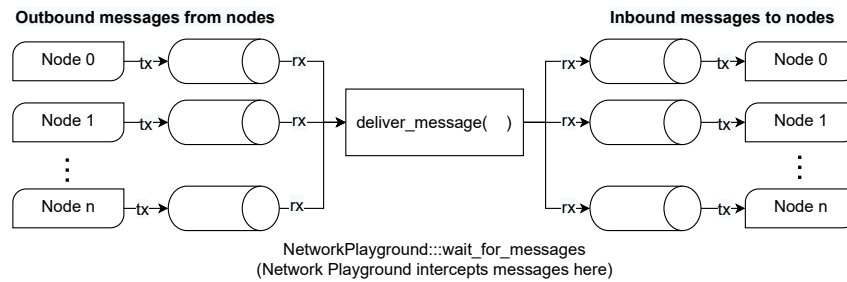 Outbound messages from nodes
Inbound messages to nodes
Node 0
tx
rx
rx
tx
Node 0
Node 1
tx
rx
deliver_message(    )
rx
tx
Node 1
Node n
tx
rx
rx
tx
Node n
NetworkPlayground:::wait_for_messages
(Network Playground intercepts messages here)